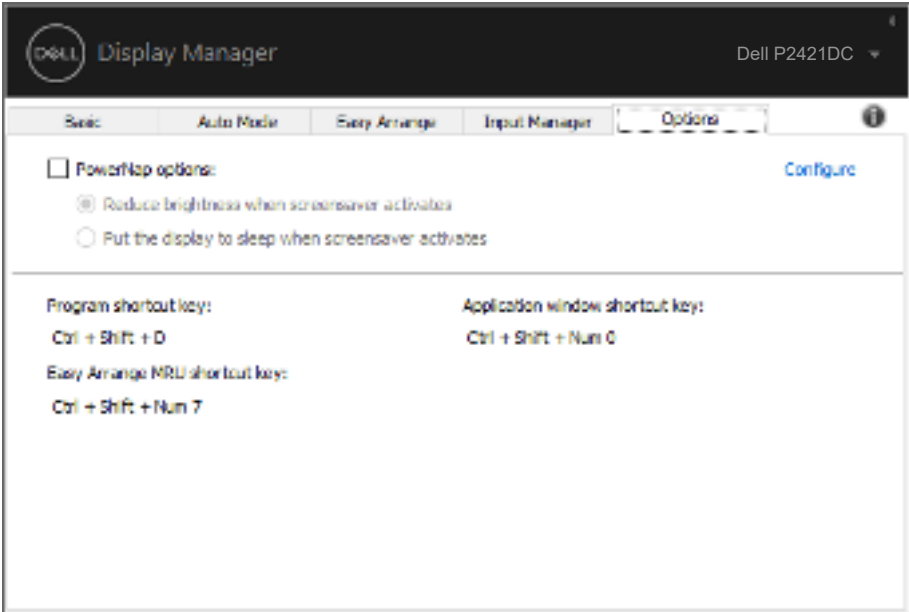 DELL Display Manager
Dell P2421DC
Basic Auto Mode Easy Arrange Input Manager Options
PowerNap options: Configure
Reduce brightness when screensaver activates
Put the display to sleep when screensaver activates
Program shortcut key: Application window shortcut key:
Ctrl + Shift + D Ctrl + Shift + Num 0
Easy Arrange MRU shortcut key:
Ctrl + Shift + Num 7